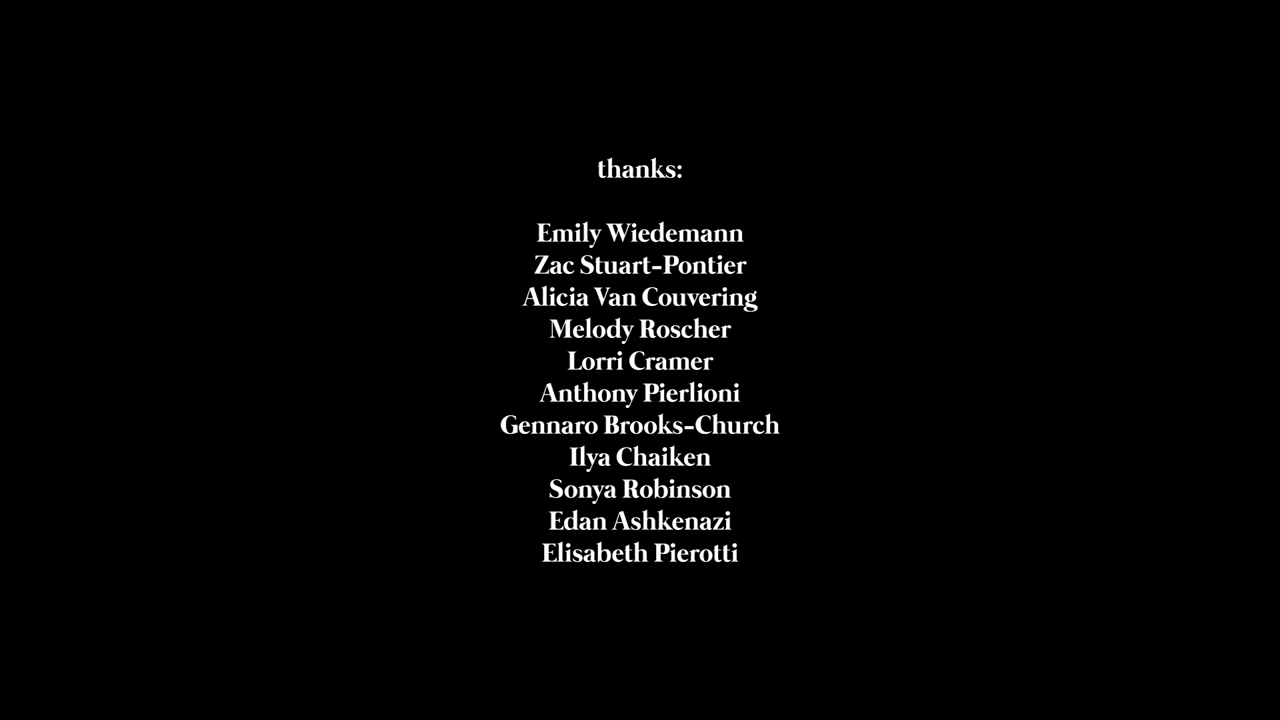 thanks:
Emily Wiedemann
Zac Stuart-Pontier
Alicia Van Couvering
Melody Roscher
Lorri Cramer
Anthony Pierlioni
Gennaro Brooks-Church
Ilya Chaiken
Sonya Robinson
Edan Ashkenazi
Elisabeth Pierotti